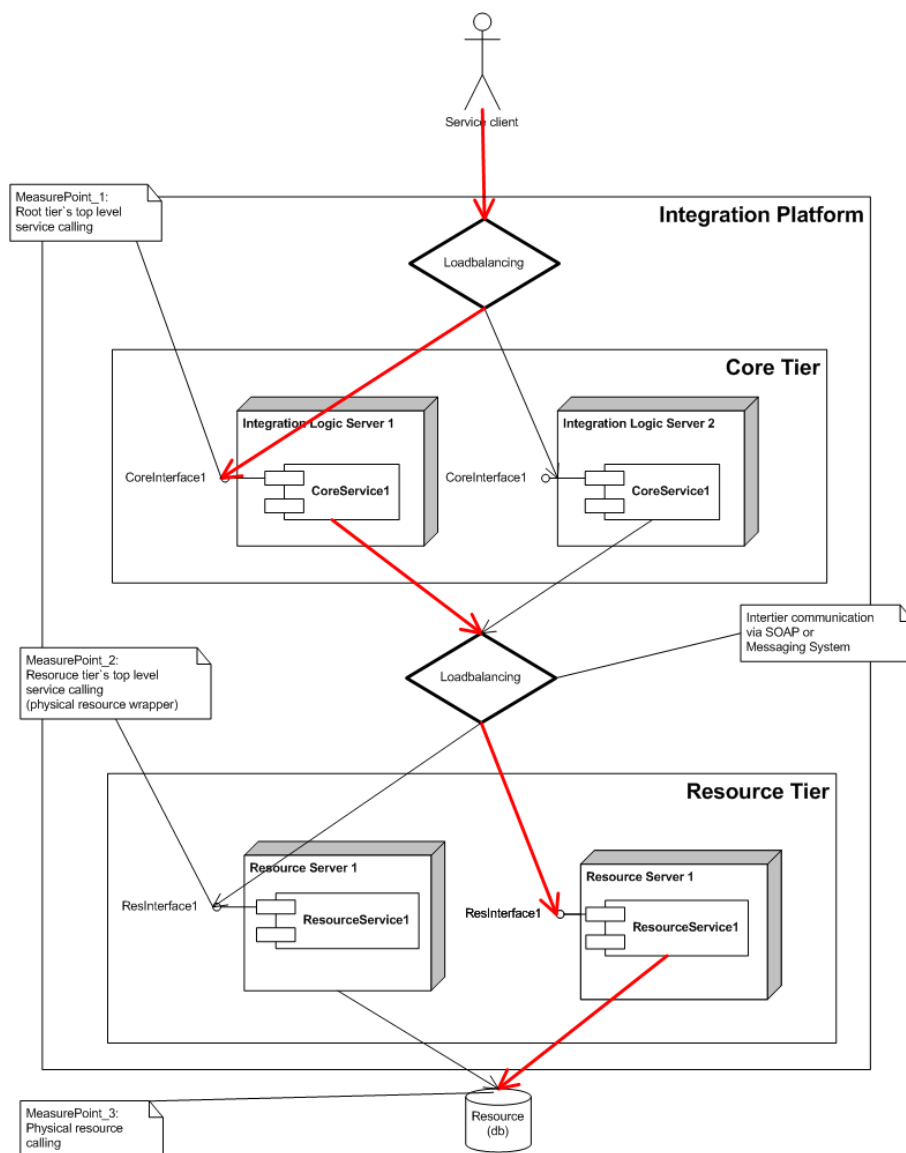 Service client
MeasurePoint_1:
Root tier`s top level
service calling
Integration Platform
Loadbalancing
Core Tier
Integration Logic Server 1
Integration Logic Server 2
CoreInterface1
CoreService1
CoreInterface1
CoreService1
Intertier communication
via SOAP or
Messaging System
MeasurePoint_2:
Resoruce tier`s top level
service calling
(physical resource wrapper)
Loadbalancing
Resource Tier
Resource Server 1
Resource Server 1
ResInterface1
ResourceService1
ResInterface1
ResourceService1
MeasurePoint_3:
Physical resource
calling
Resource
(db)